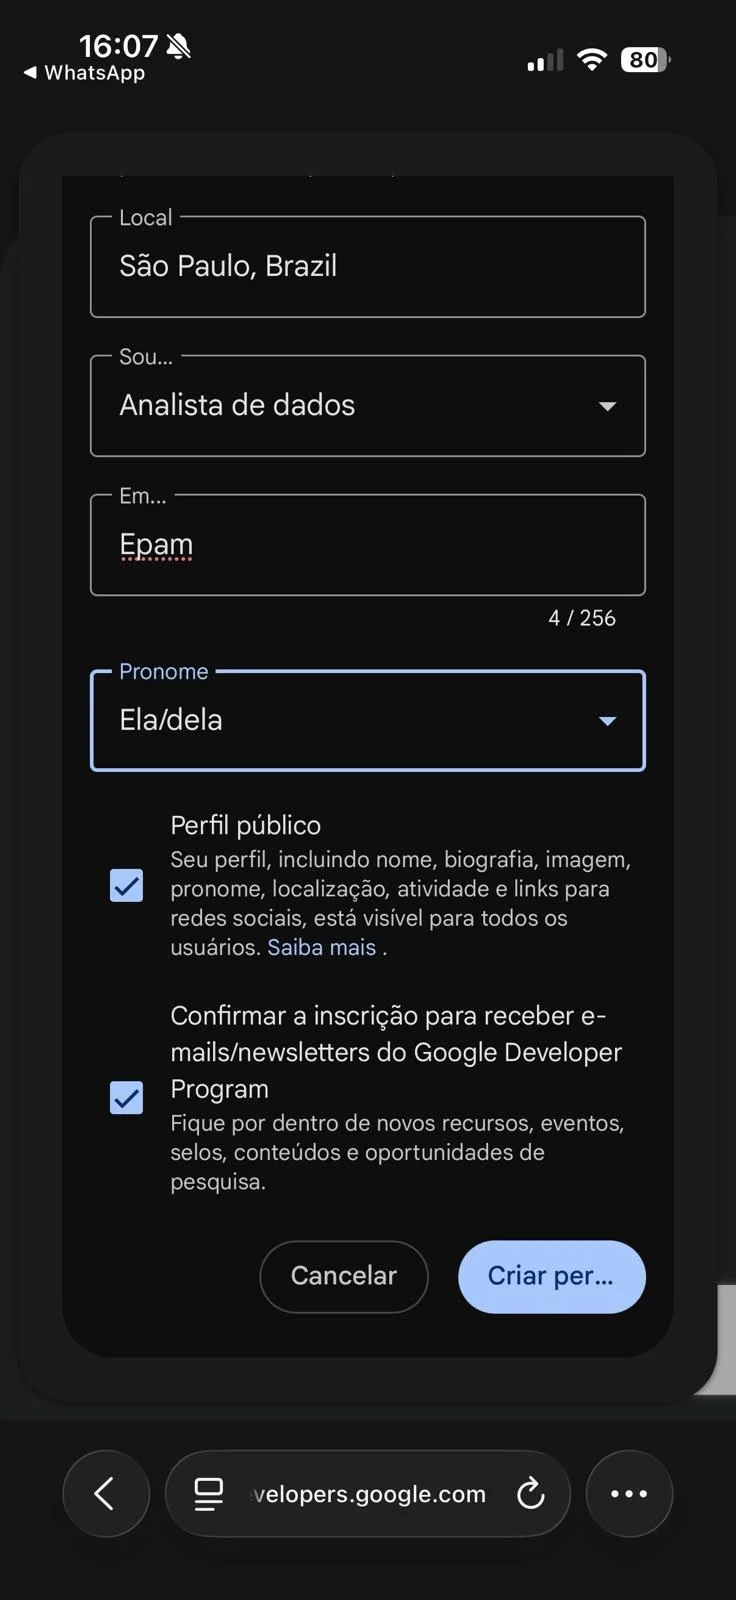 16:07
WhatsApp
80
Local
São Paulo, Brazil
Sou...
Analista de dados
Em...
Epam
4 / 256
Pronome
Ela/dela
Perfil público
Seu perfil, incluindo nome, biografia, imagem,
pronome, localização, atividade e links para
redes sociais, está visível para todos os
usuários. Saiba mais .
Confirmar a inscrição para receber e-
mails/newsletters do Google Developer
Program
Fique por dentro de novos recursos, eventos,
selos, conteúdos e oportunidades de
pesquisa.
Cancelar
Criar per...
velopers.google.com